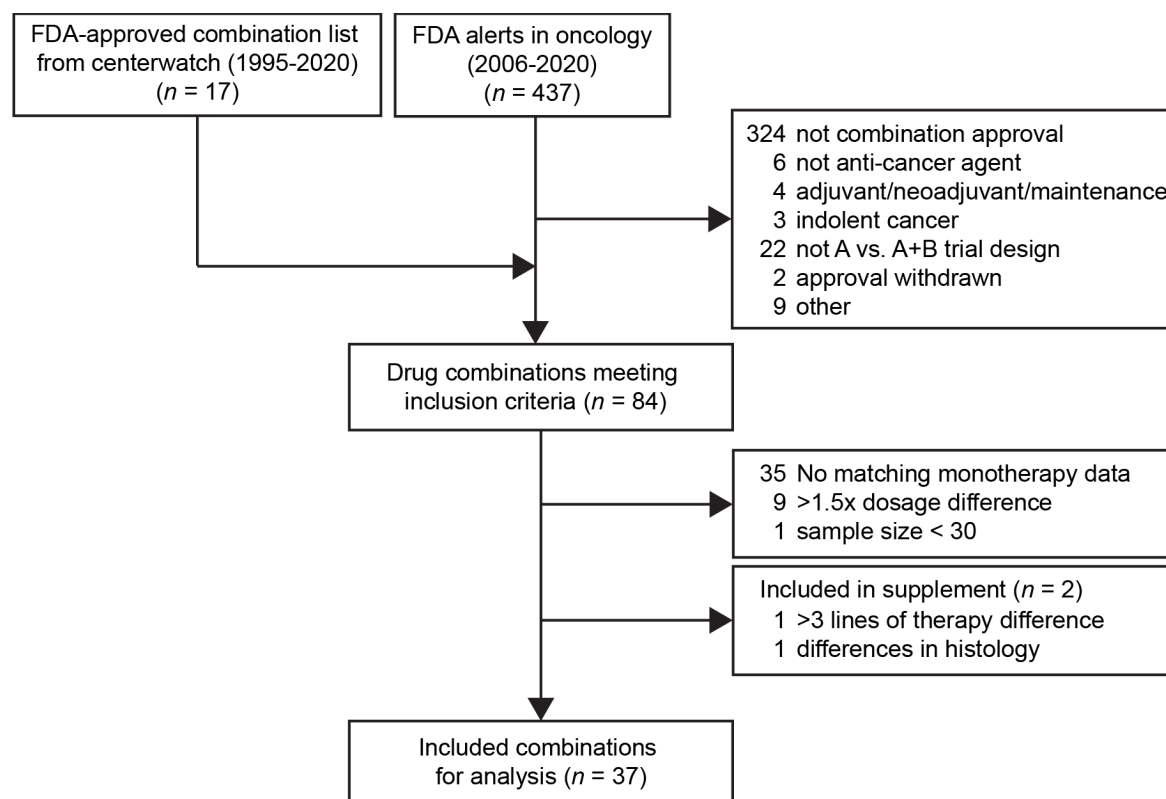 FDA-approved combination list
from centerwatch (1995-2020)
(n = 17)
FDA alerts in oncology
(2006-2020)
(n = 437)
324 not combination approval
6 not anti-cancer agent
4 adjuvant/neoadjuvant/maintenance
3 indolent cancer
22 not A vs. A+B trial design
2 approval withdrawn
9 other
Drug combinations meeting
inclusion criteria (n = 84)
35 No matching monotherapy data
9 >1.5x dosage difference
1 sample size < 30
Included in supplement (n = 2)
1 >3 lines of therapy difference
1 differences in histology
Included combinations
for analysis (n = 37)